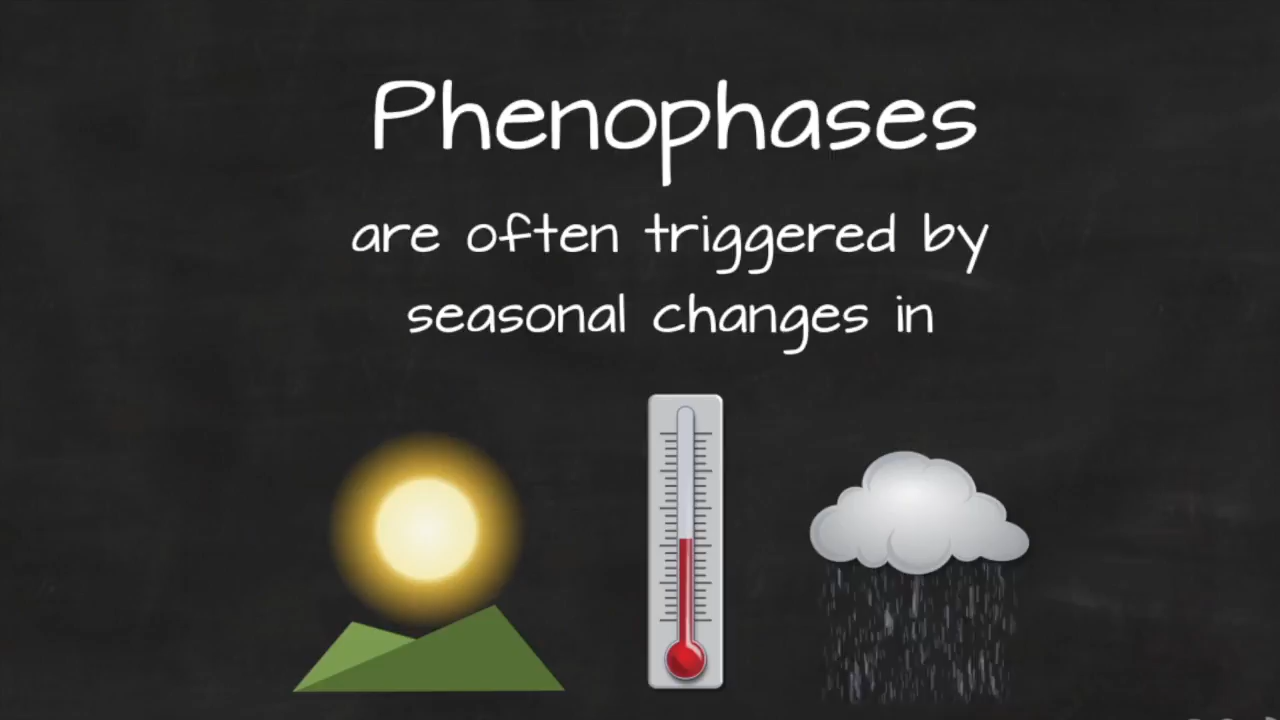 Phenophases
are often triggered by
seasonal changes in